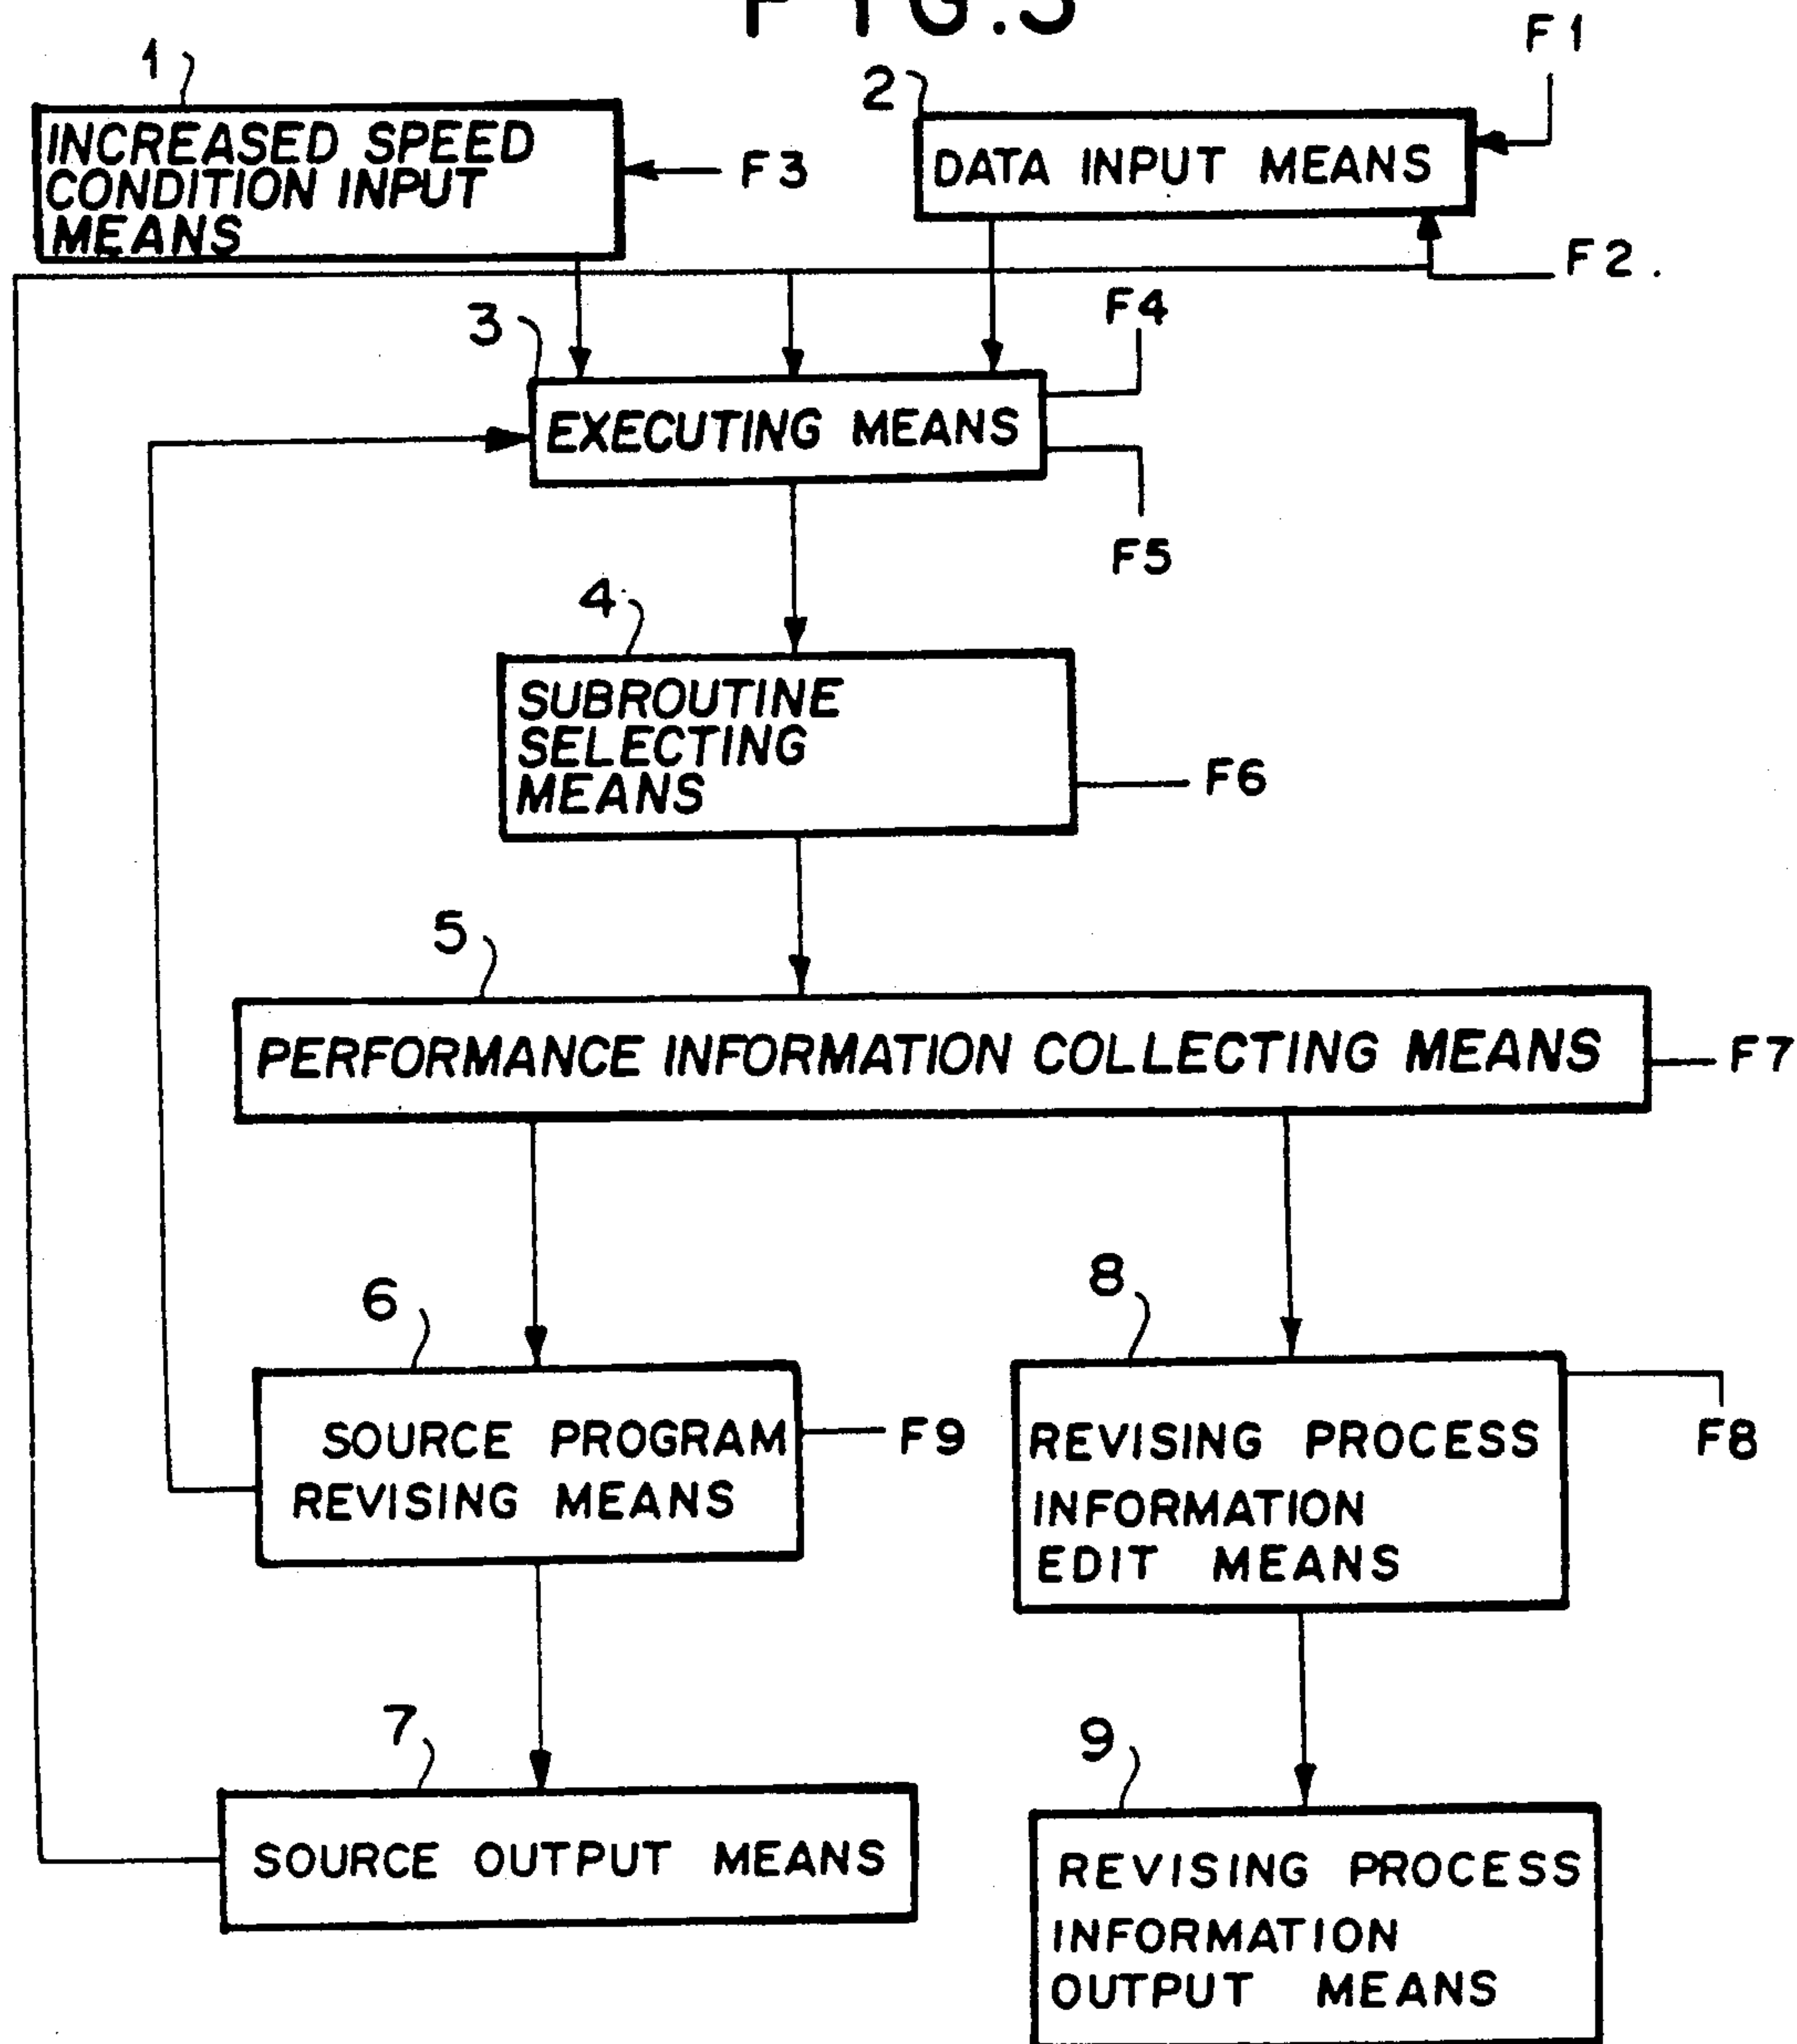 FIG.3
F1
1
2
INCREASED SPEED
CONDITION INPUT
MEANS
F3
DATA INPUT MEANS
F2.
3
F4
EXECUTING MEANS
F5
4
SUBROUTINE
SELECTING
MEANS
F6
5
PERFORMANCE INFORMATION COLLECTING MEANS
F7
6
8
SOURCE PROGRAM
REVISING MEANS
F9
REVISING PROCESS
INFORMATION
EDIT MEANS
F8
7
9
SOURCE OUTPUT MEANS
REVISING PROCESS
INFORMATION
OUTPUT MEANS